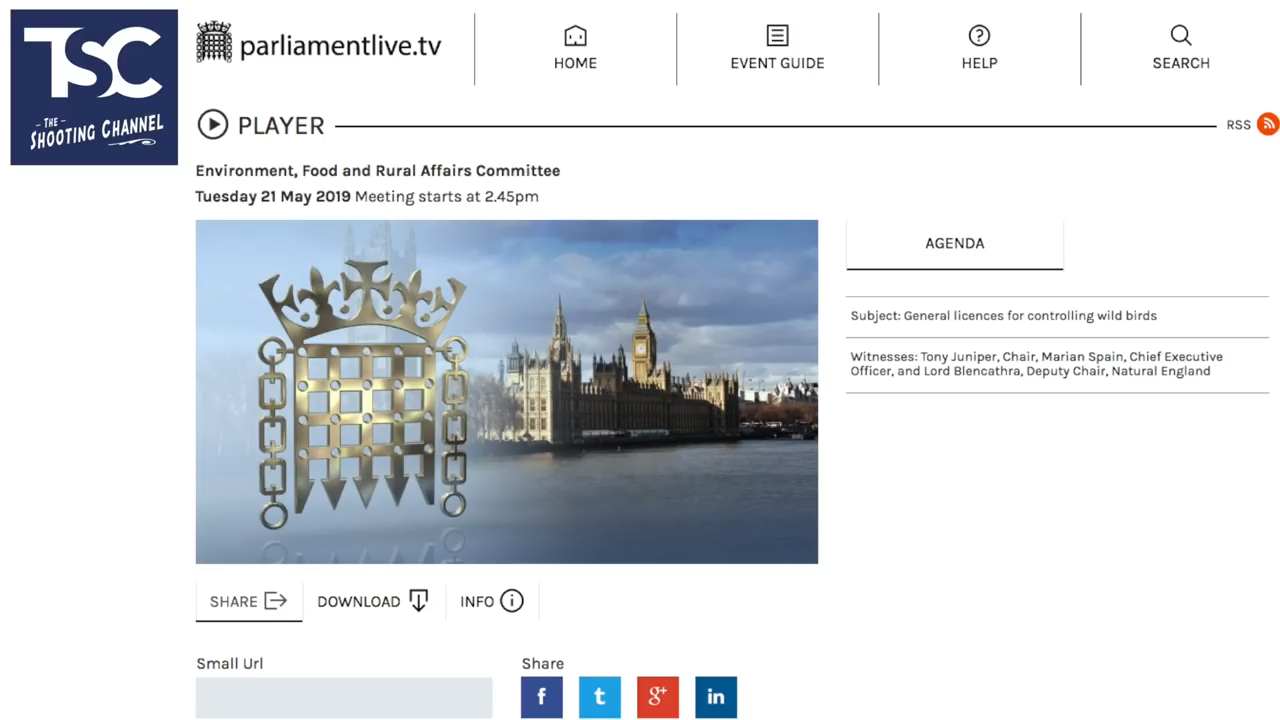 TSC
- THE -
SHOOTING CHANNEL
parliamentlive.tv
HOME
EVENT GUIDE
HELP
SEARCH
PLAYER
RSS
Environment, Food and Rural Affairs Committee
Tuesday 21 May 2019 Meeting starts at 2.45pm
AGENDA
Subject: General licences for controlling wild birds
Witnesses: Tony Juniper, Chair, Marian Spain, Chief Executive
Officer, and Lord Blencathra, Deputy Chair, Natural England
SHARE
DOWNLOAD
INFO
Small Url
Share
f
t
g+
in